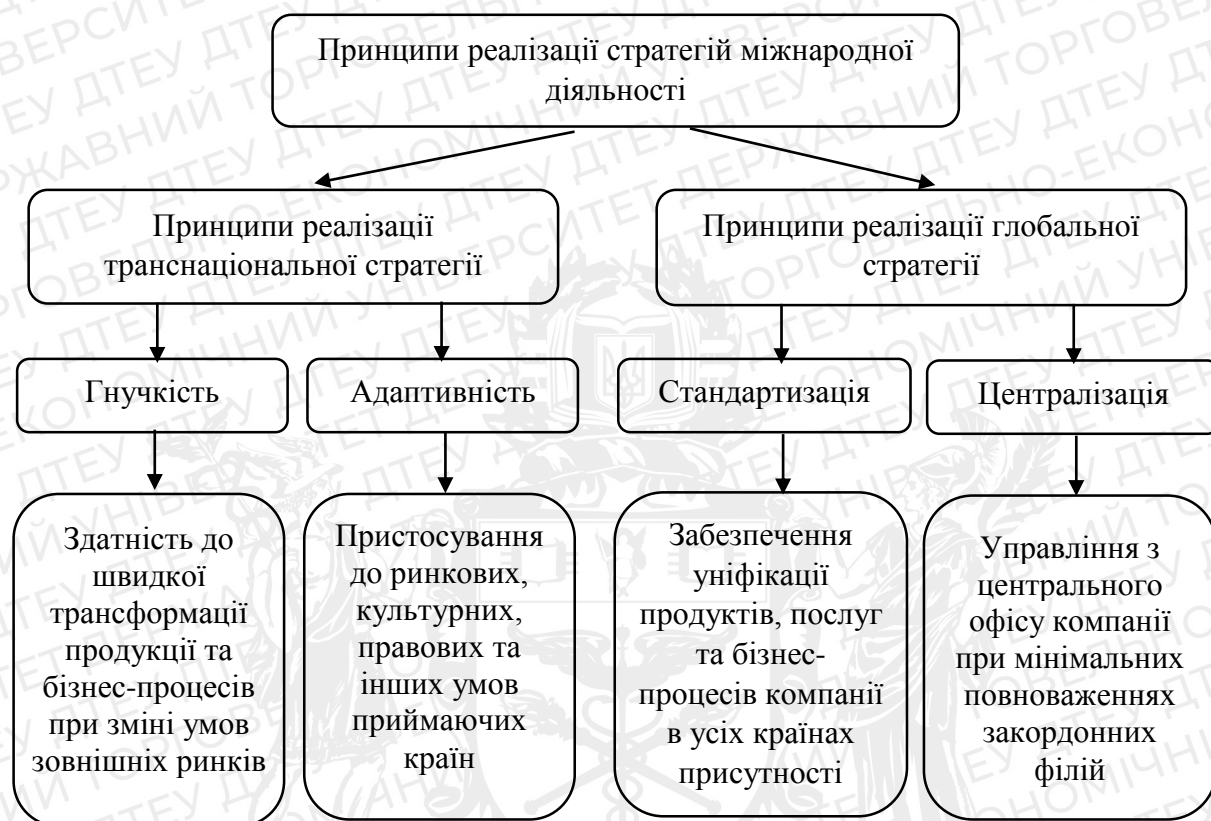 Принципи реалізації стратегій міжнародної
діяльності
Принципи реалізації
транснаціональної стратегії
Принципи реалізації глобальної
стратегії
Гнучкість
Адаптивність
Стандартизація
Централізація
Здатність до
швидкої
трансформації
продукції та
бізнес-процесів
при зміні умов
зовнішніх ринків
Пристосування
до ринкових,
культурних,
правових та
інших умов
приймаючих
країн
Забезпечення
уніфікації
продуктів, послуг
та бізнес-
процесів компанії
в усіх країнах
присутності
Управління з
центрального
офісу компанії
при мінімальних
повноваженнях
закордонних
філій